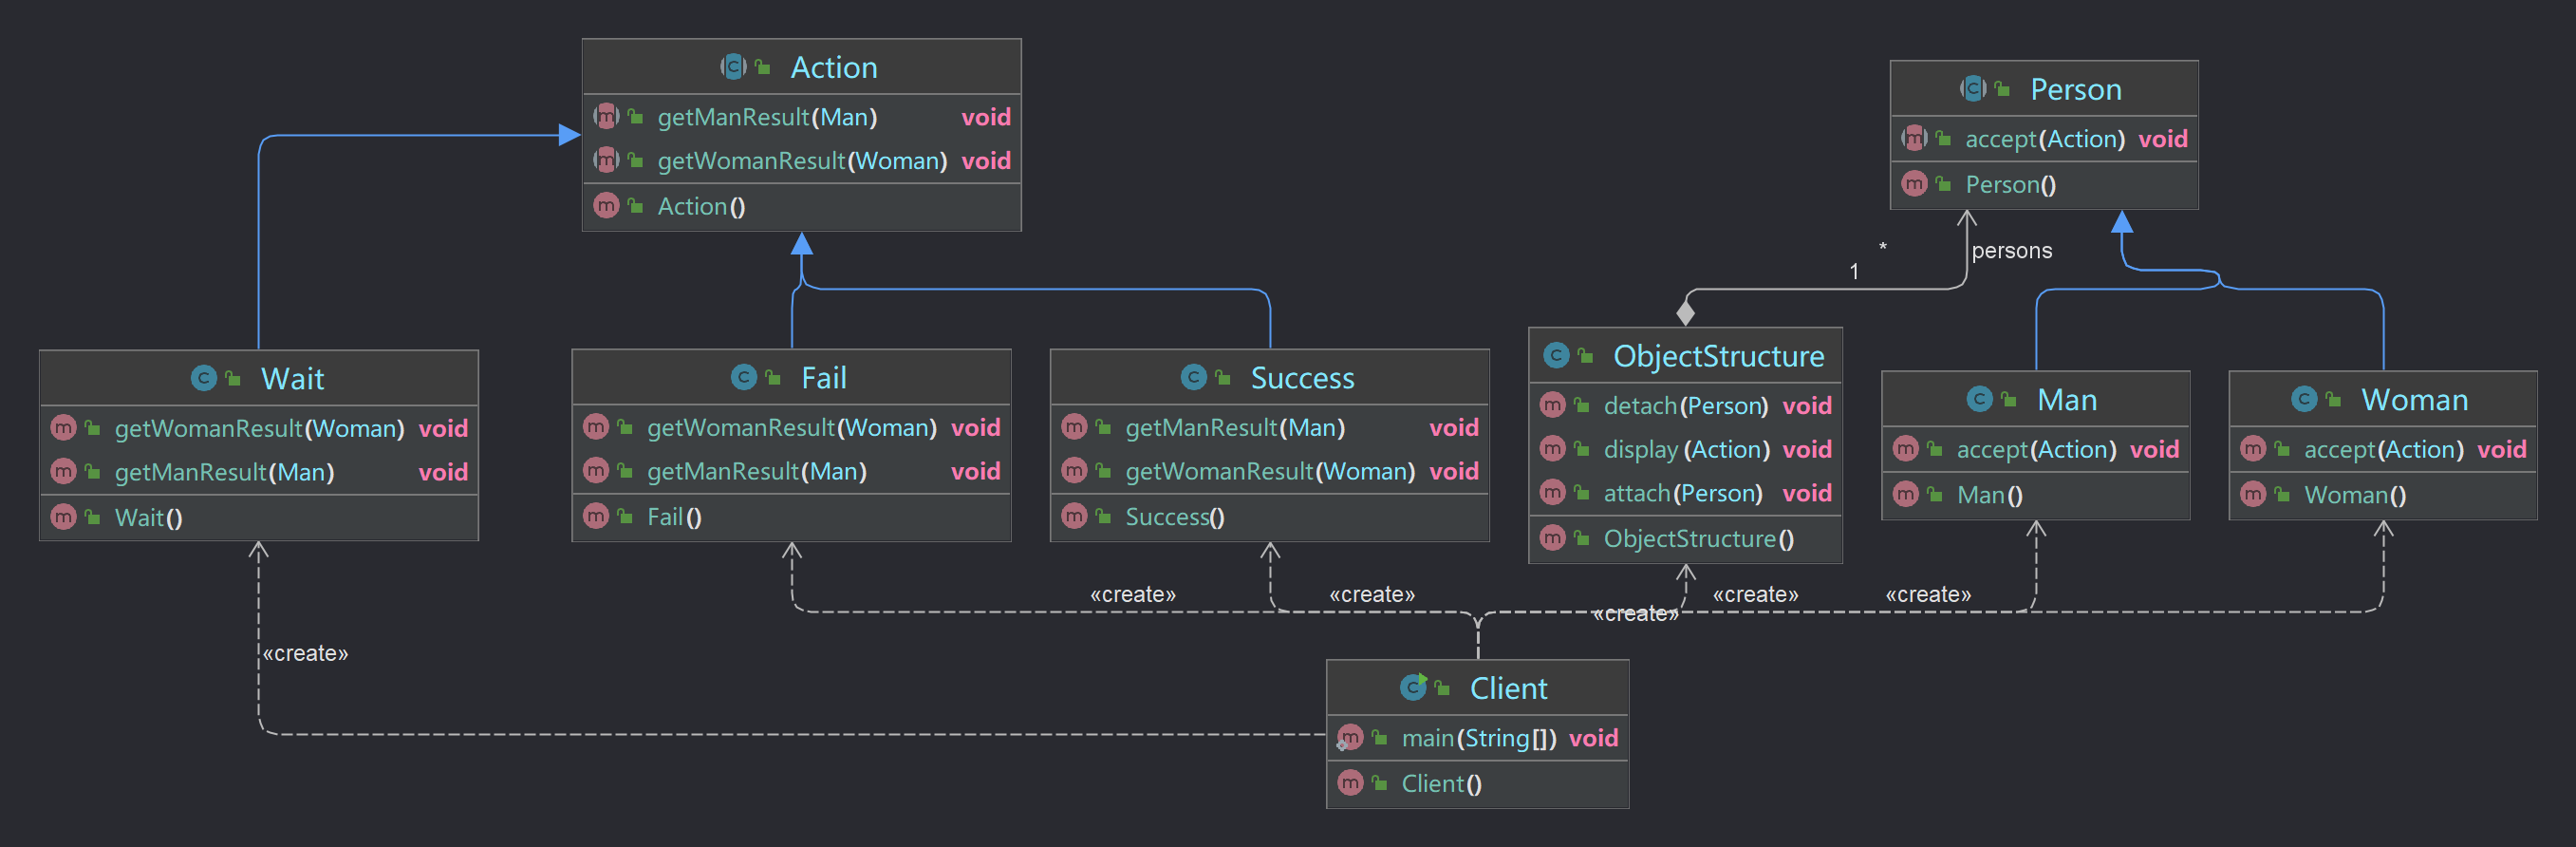 Action
getManResult(Man) void
getWomanResult(Woman) void
Action()
Person
accept(Action) void
Person()
*
1
persons
Wait
getWomanResult(Woman) void
getManResult(Man) void
Wait()
Fail
getWomanResult(Woman) void
getManResult(Man) void
Fail()
Success
getManResult(Man) void
getWomanResult(Woman) void
Success()
ObjectStructure
detach(Person) void
display(Action) void
attach(Person) void
ObjectStructure()
Man
accept(Action) void
Man()
Woman
accept(Action) void
Woman()
«create»
«create»
«create»
«create»
«create»
«create»
Client
main(String[]) void
Client()